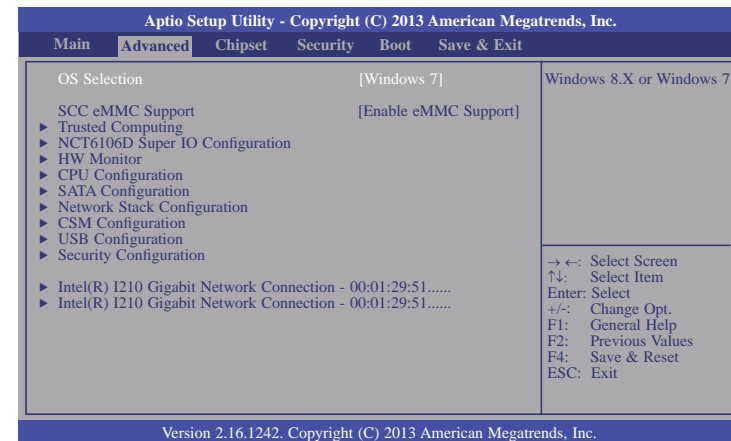 Aptio Setup Utility - Copyright (C) 2013 American Megatrends, Inc.
Main Advanced Chipset Security Boot Save & Exit
OS Selection [Windows 7]
SCC eMMC Support [Enable eMMC Support]
► Trusted Computing
► NCT6106D Super IO Configuration
► HW Monitor
► CPU Configuration
► SATA Configuration
► Network Stack Configuration
► CSM Configuration
► USB Configuration
► Security Configuration
► Intel(R) I210 Gigabit Network Connection - 00:01:29:51......
► Intel(R) I210 Gigabit Network Connection - 00:01:29:51......
Windows 8.X or Windows 7
→←: Select Screen
↑↓: Select Item
Enter: Select
+/-: Change Opt.
F1: General Help
F2: Previous Values
F4: Save & Reset
ESC: Exit
Version 2.16.1242. Copyright (C) 2013 American Megatrends, Inc.